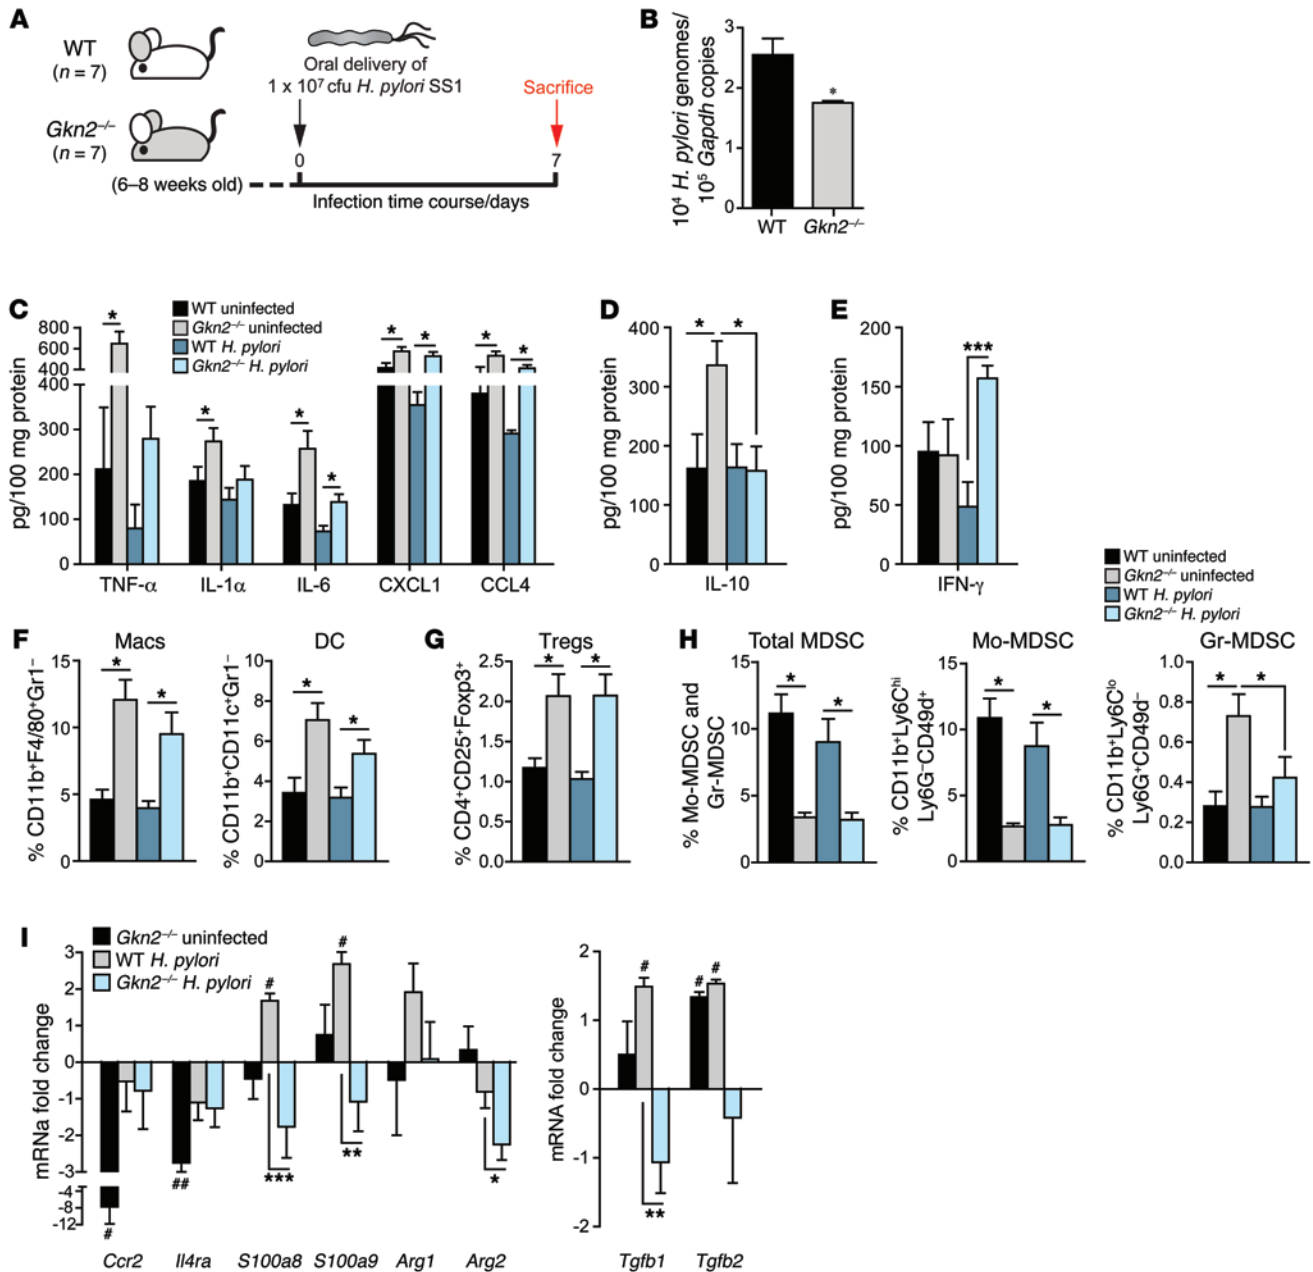 A
WT
(n = 7)
Gkn2–/–
(n = 7)
(6–8 weeks old)
Oral delivery of
1 x 10⁷ cfu H. pylori SS1
Sacrifice
0
7
Infection time course/days
B
10⁴ H. pylori genomes/
10⁵ Gapdh copies
3
2
1
0
*
WT
Gkn2–/–
C
WT uninfected
Gkn2–/– uninfected
WT H. pylori
Gkn2–/– H. pylori
pg/100 mg protein
800
600
400
400
300
200
100
0
* * * * * * * *
TNF-α
IL-1α
IL-6
CXCL1
CCL4
D
pg/100 mg protein
400
300
200
100
0
* *
IL-10
E
pg/100 mg protein
200
150
100
50
0
***
IFN-γ
WT uninfected
Gkn2–/– uninfected
WT H. pylori
Gkn2–/– H. pylori
F
Macs
% CD11b⁺F4/80⁺Gr1⁻
15
10
5
0
* *
DC
% CD11b⁺CD11c⁺Gr1⁻
10
8
6
4
2
0
* *
G
Tregs
% CD4⁺CD25⁺Foxp3⁺
2.5
2.0
1.5
1.0
0.5
0.0
* *
H
Total MDSC
% Mo-MDSC and
Gr-MDSC
15
10
5
0
* *
Mo-MDSC
% CD11b⁺Ly6Chi
Ly6G⁻CD49d⁺
15
10
5
0
* *
Gr-MDSC
% CD11b⁺Ly6Clo
Ly6G⁺CD49d⁻
1.0
0.8
0.6
0.4
0.2
0.0
* *
I
Gkn2–/– uninfected
WT H. pylori
Gkn2–/– H. pylori
mRNa fold change
3
2
1
0
-1
-2
-3
-4
-8
-12
# ## # *** # ** *
Ccr2
Il4ra
S100a8
S100a9
Arg1
Arg2
mRNA fold change
2
1
0
-1
-2
# ** # #
Tgfb1
Tgfb2